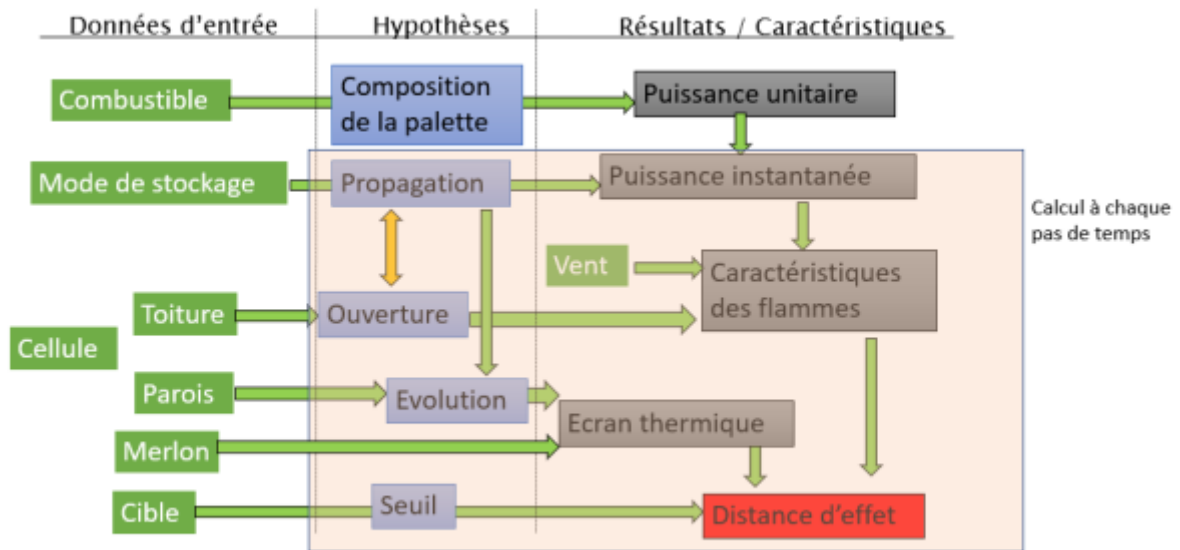 Données d'entrée
Hypothèses
Résultats / Caractéristiques
Combustible
Composition
de la palette
Puissance unitaire
Mode de stockage
Propagation
Puissance instantanée
Calcul à chaque
pas de temps
Vent
Caractéristiques
des flammes
Toiture
Ouverture
Cellule
Parois
Evolution
Ecran thermique
Merlon
Cible
Seuil
Distance d'effet